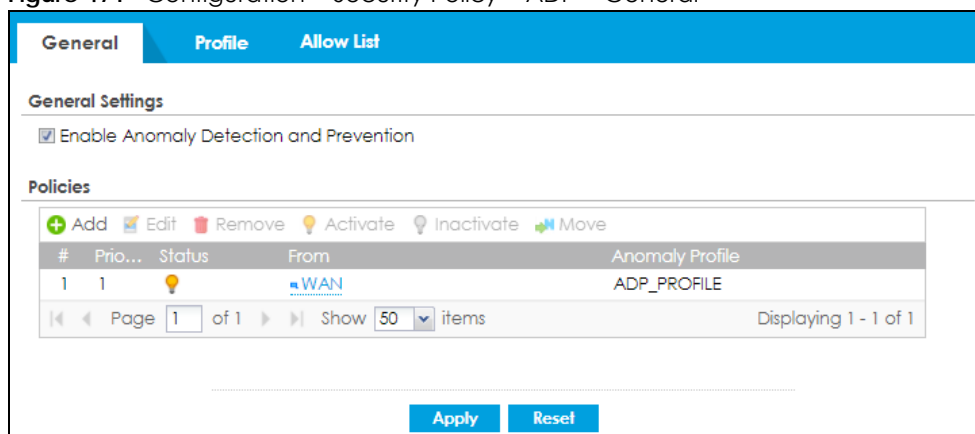 General Profile Allow List
General Settings
Enable Anomaly Detection and Prevention
Policies
Add Edit Remove Activate Inactivate Move
# Prio... Status From Anomaly Profile
1 1 WAN ADP_PROFILE
Page 1 of 1 Show 50 items Displaying 1 - 1 of 1
Apply Reset